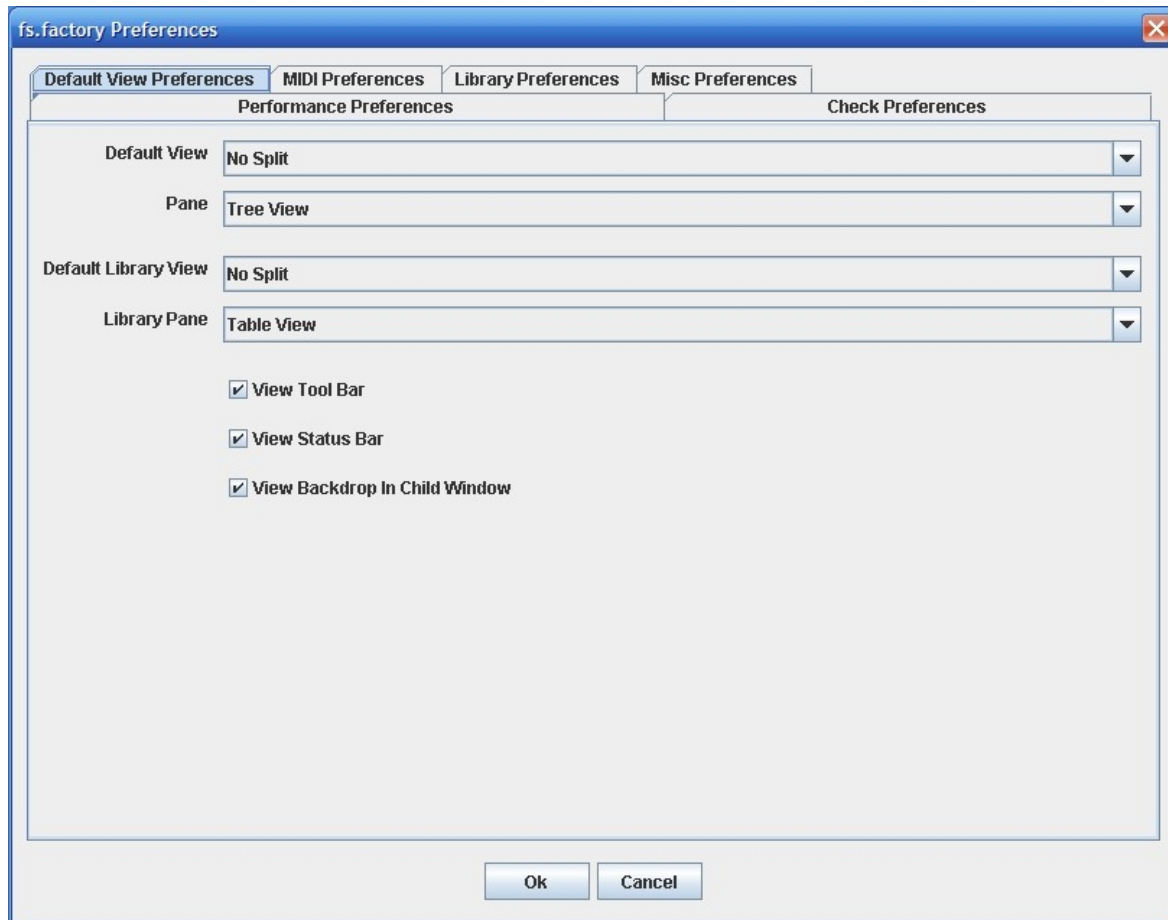 fs.factory Preferences
Default View Preferences MIDI Preferences Library Preferences Misc Preferences
Performance Preferences Check Preferences
Default View No Split
Pane Tree View
Default Library View No Split
Library Pane Table View
View Tool Bar
View Status Bar
View Backdrop In Child Window
Ok Cancel